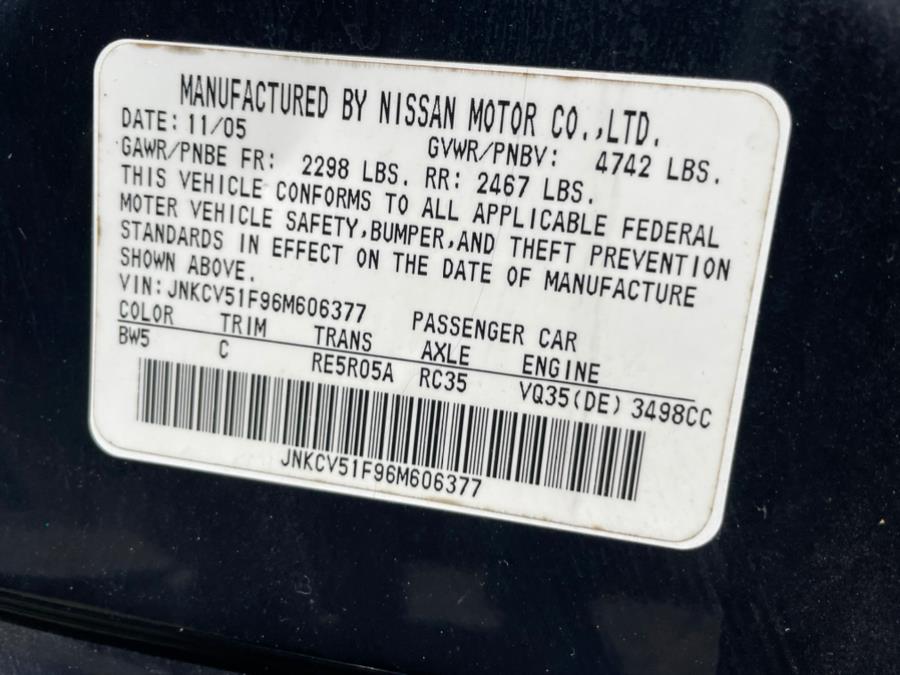 MANUFACTURED BY NISSAN MOTOR CO.,LTD.
DATE: 11/05 GVWR/PNBV: 4742 LBS.
GAWR/PNBE FR: 2298 LBS. RR: 2467 LBS.
THIS VEHICLE CONFORMS TO ALL APPLICABLE FEDERAL
MOTER VEHICLE SAFETY,BUMPER,AND THEFT PREVENTION
STANDARDS IN EFFECT ON THE DATE OF MANUFACTURE
SHOWN ABOVE.
VIN: JNKCV51F96M606377 PASSENGER CAR
COLOR TRIM TRANS AXLE ENGINE
BW5 C RE5R05A RC35 VQ35(DE) 3498CC
JNKCV51F96M606377